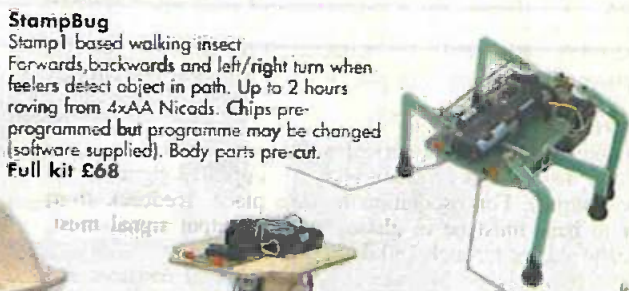 StampBug
Stamp1 based walking insect
Forwards,backwards and left/right turn when
feelers detect object in path. Up to 2 hours
roving from 4xAA Nicads. Chips pre-
programmed but programme may be changed
(software supplied). Body parts pre-cut.
Full kit £68